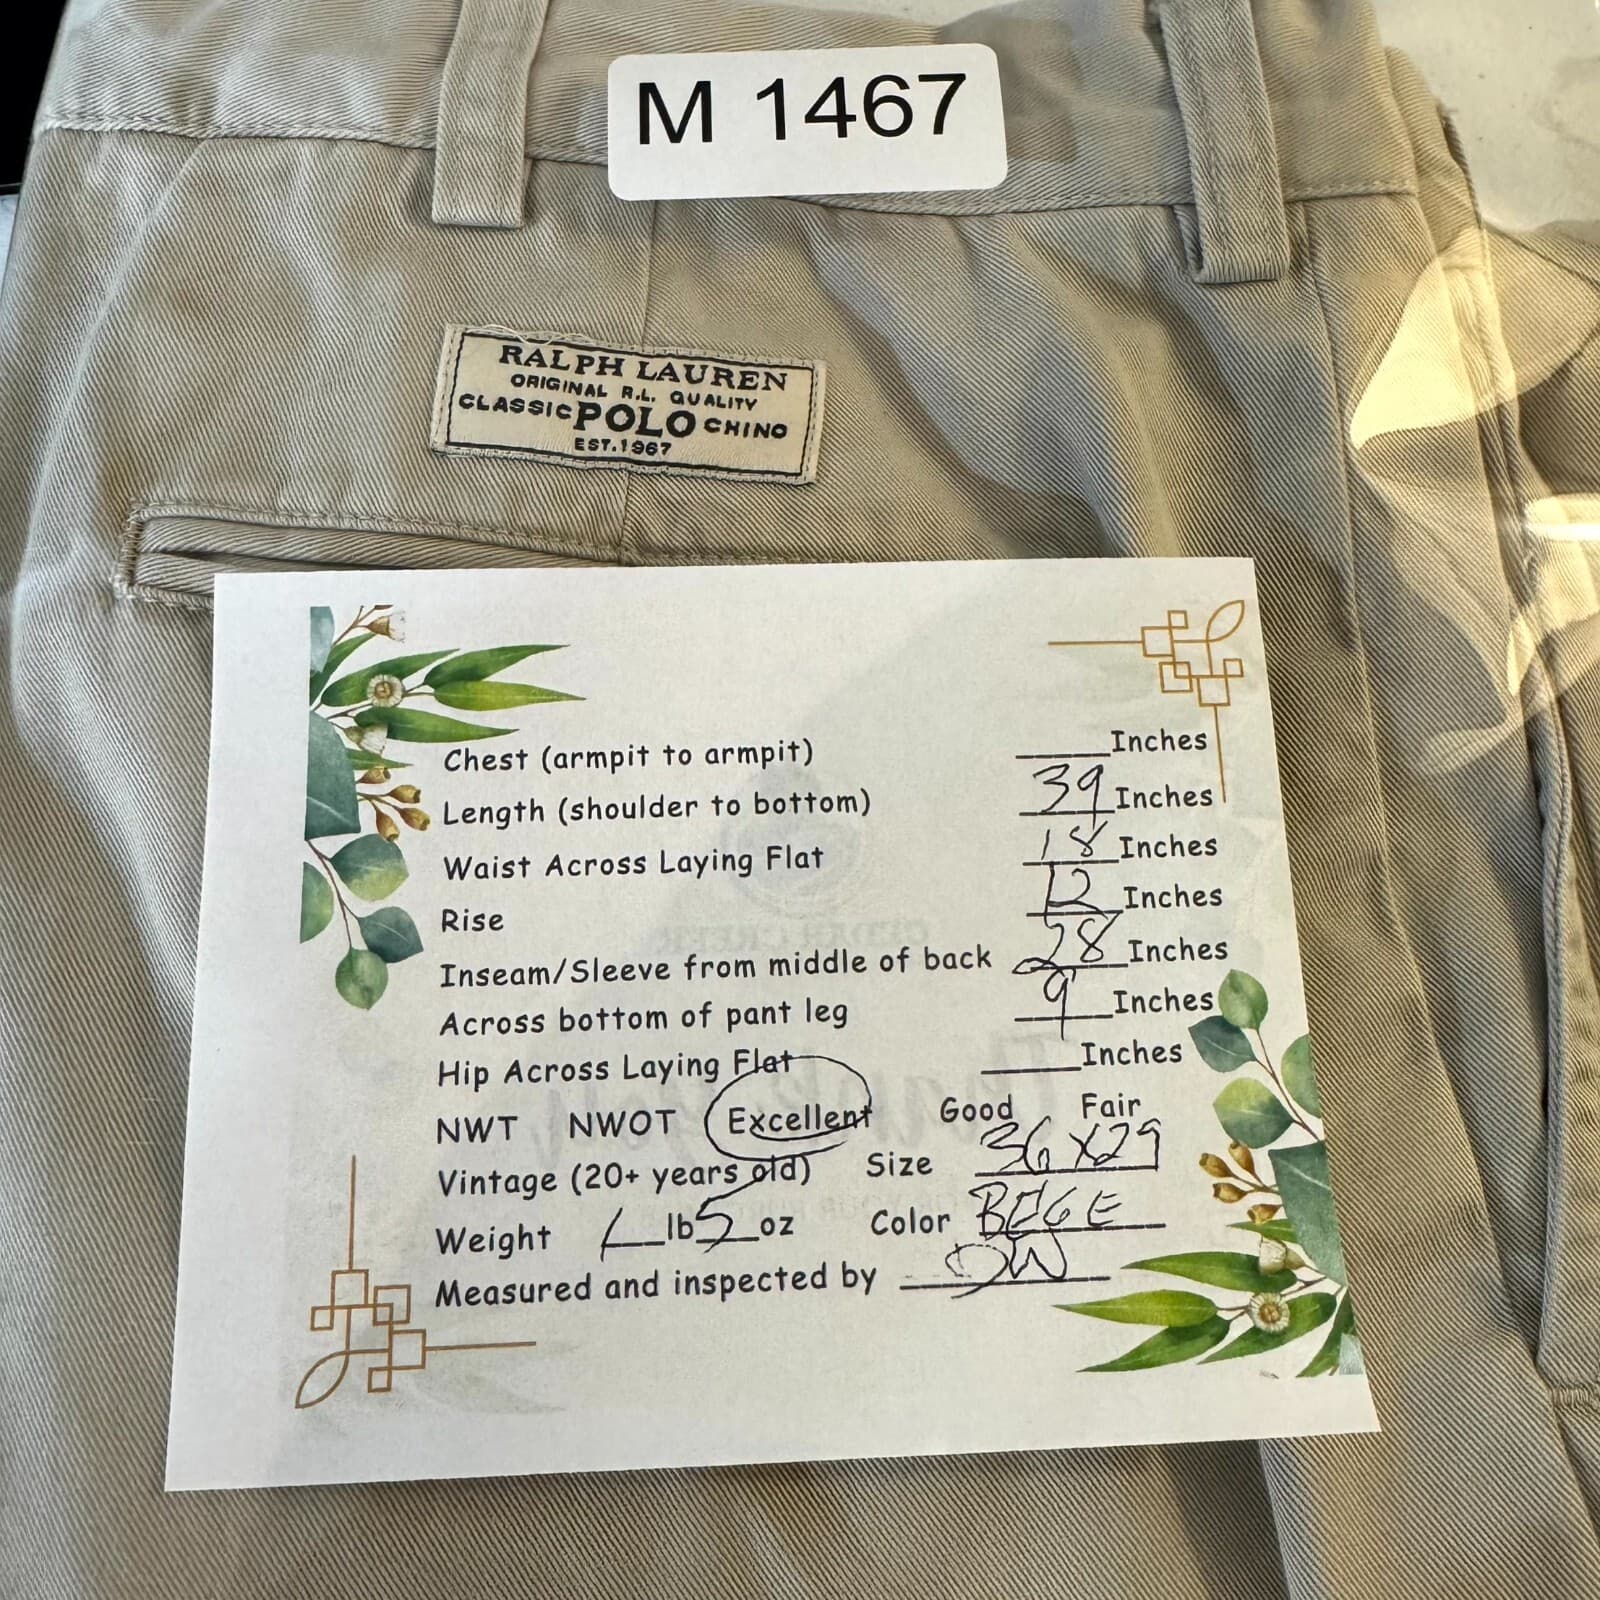 M 1467
RALPH LAUREN
ORIGINAL R.L. QUALITY
CLASSIC POLO CHINO
EST. 1967
Chest (armpit to armpit) ______Inches
Length (shoulder to bottom) 39 Inches
Waist Across Laying Flat 18 Inches
Rise 12 Inches
Inseam/Sleeve from middle of back 28 Inches
Across bottom of pant leg 9 Inches
Hip Across Laying Flat ______Inches
NWT NWOT Excellent Good Fair
Vintage (20+ years old) Size 36X29
Weight 1 lb 5 oz Color BEGE
Measured and inspected by